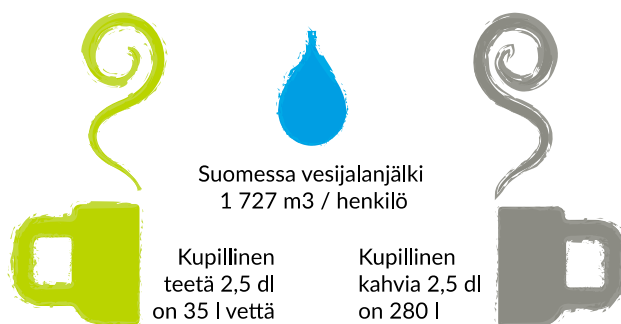 Suomessa vesijalanjälki
1 727 m3 / henkilö
Kupillinen
teetä 2,5 dl
on 35 l vettä
Kupillinen
kahvia 2,5 dl
on 280 l